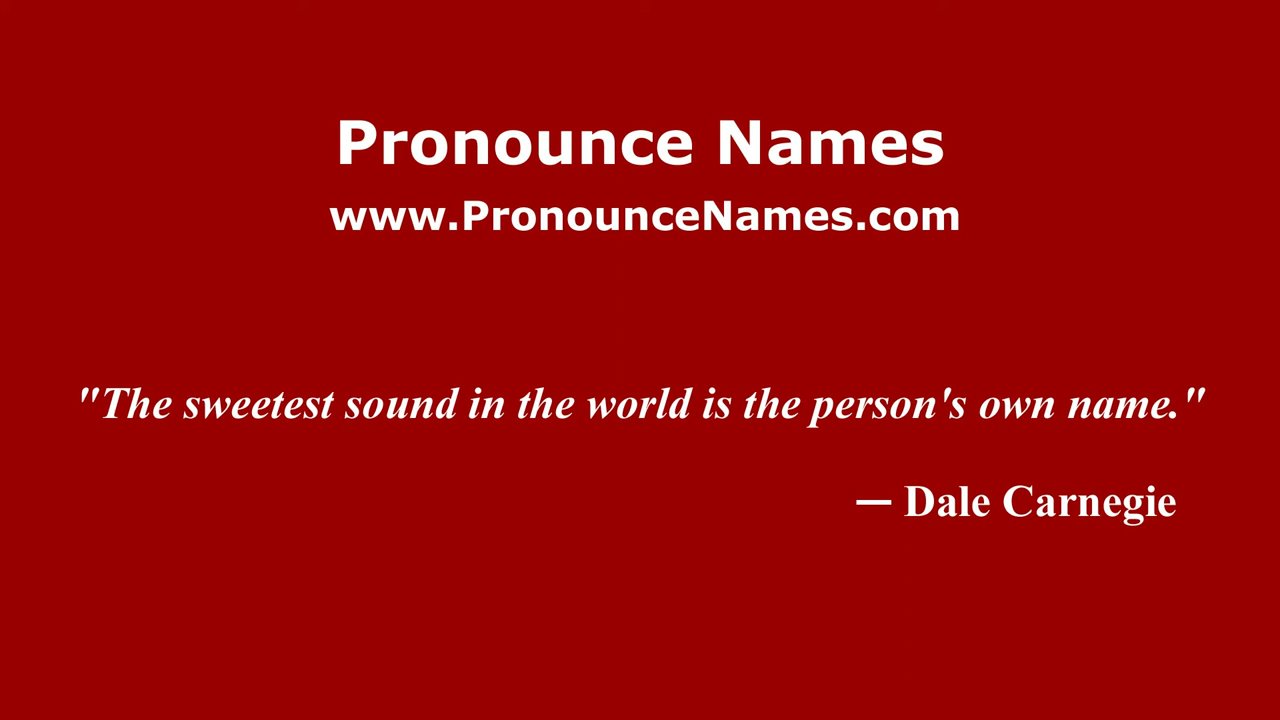 Pronounce Names
www.PronounceNames.com
"The sweetest sound in the world is the person's own name."
— Dale Carnegie